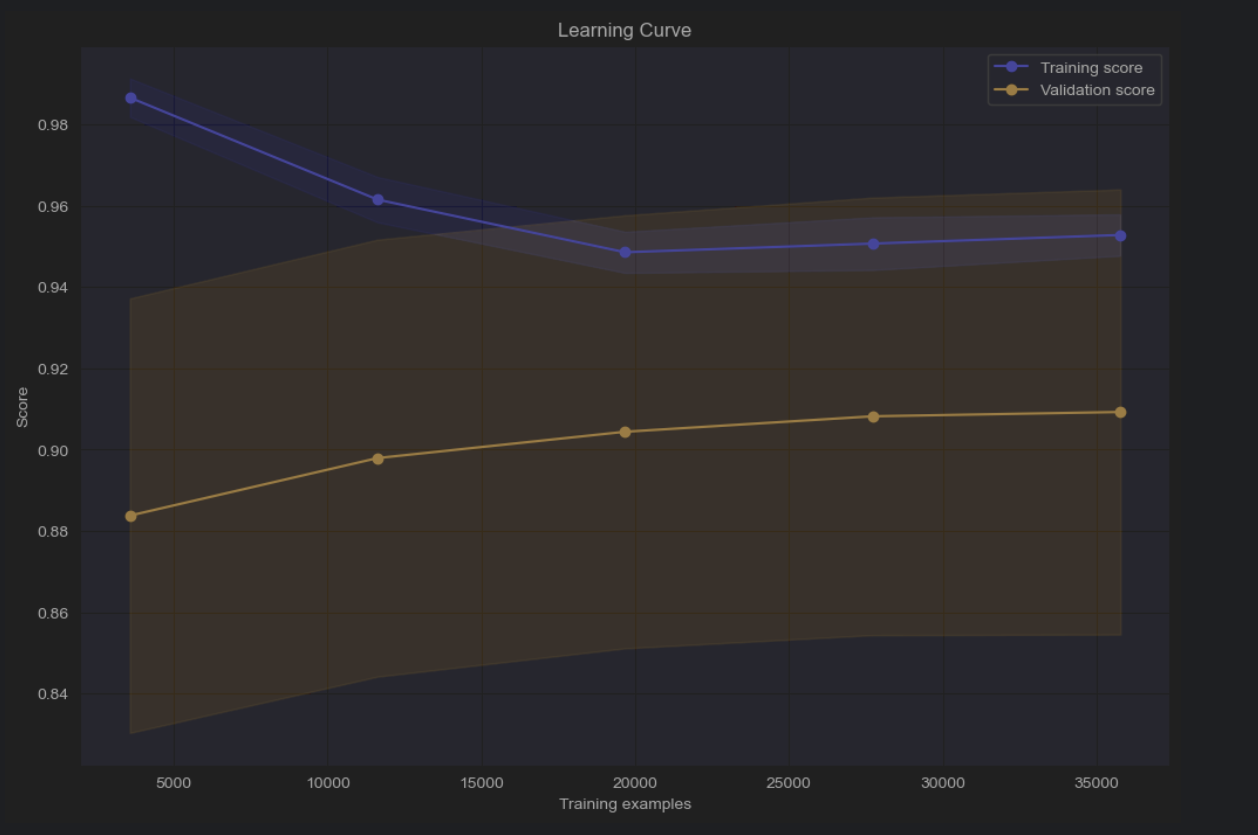 Learning Curve
Training score
Validation score
0.98
0.96
0.94
0.92
0.90
0.88
0.86
0.84
Score
5000 10000 15000 20000 25000 30000 35000
Training examples